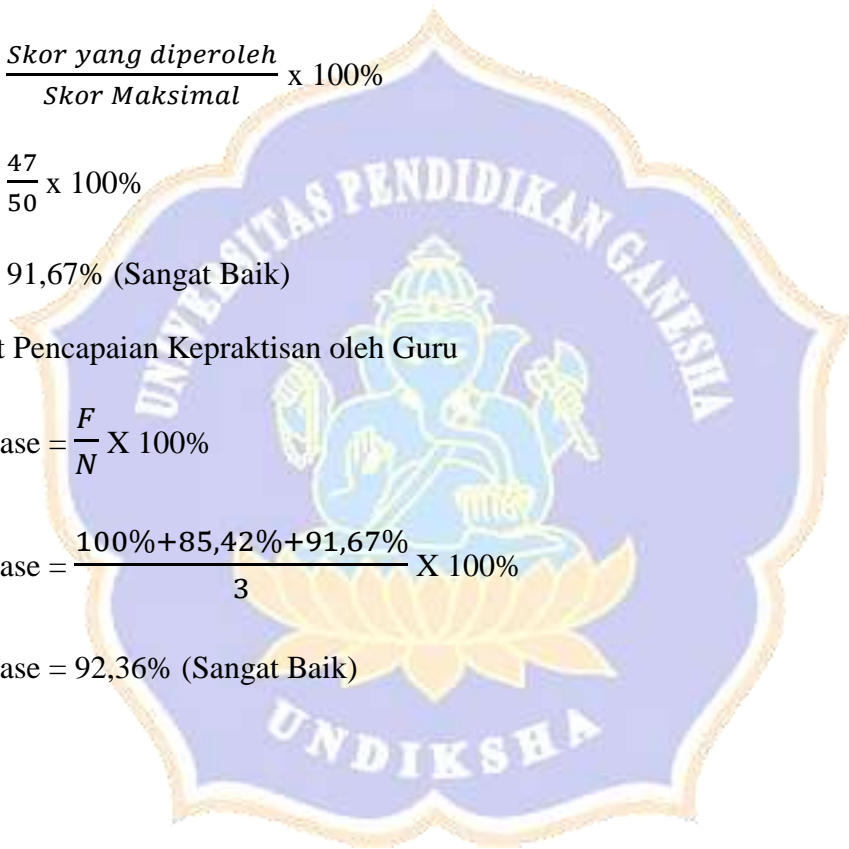 Skor yang diperoleh
Skor Maksimal
x 100%
47
50
x 100%
91,67% (Sangat Baik)
t Pencapaian Kepraktisan oleh Guru
ase = F
N
X 100%
ase = 100%+85,42%+91,67%
3
X 100%
ase = 92,36% (Sangat Baik)
UNIVERSITAS PENDIDIKAN GANESHA
UNDIKSHA